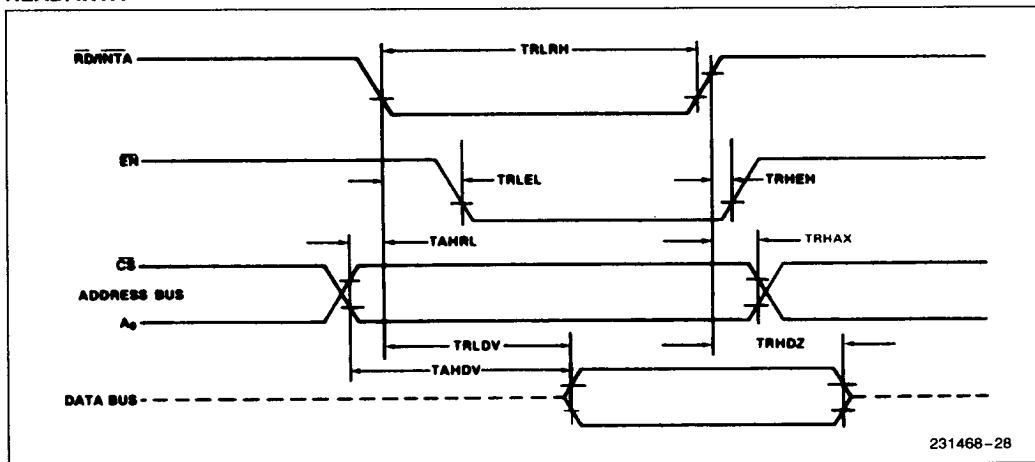 TRLRH
RD/INTA
EN
TRLEL
TRHEH
TAHRL
TRHAX
CS
ADDRESS BUS
A₀
TRLDV
TRHDZ
TAHDV
DATA BUS
231468-28